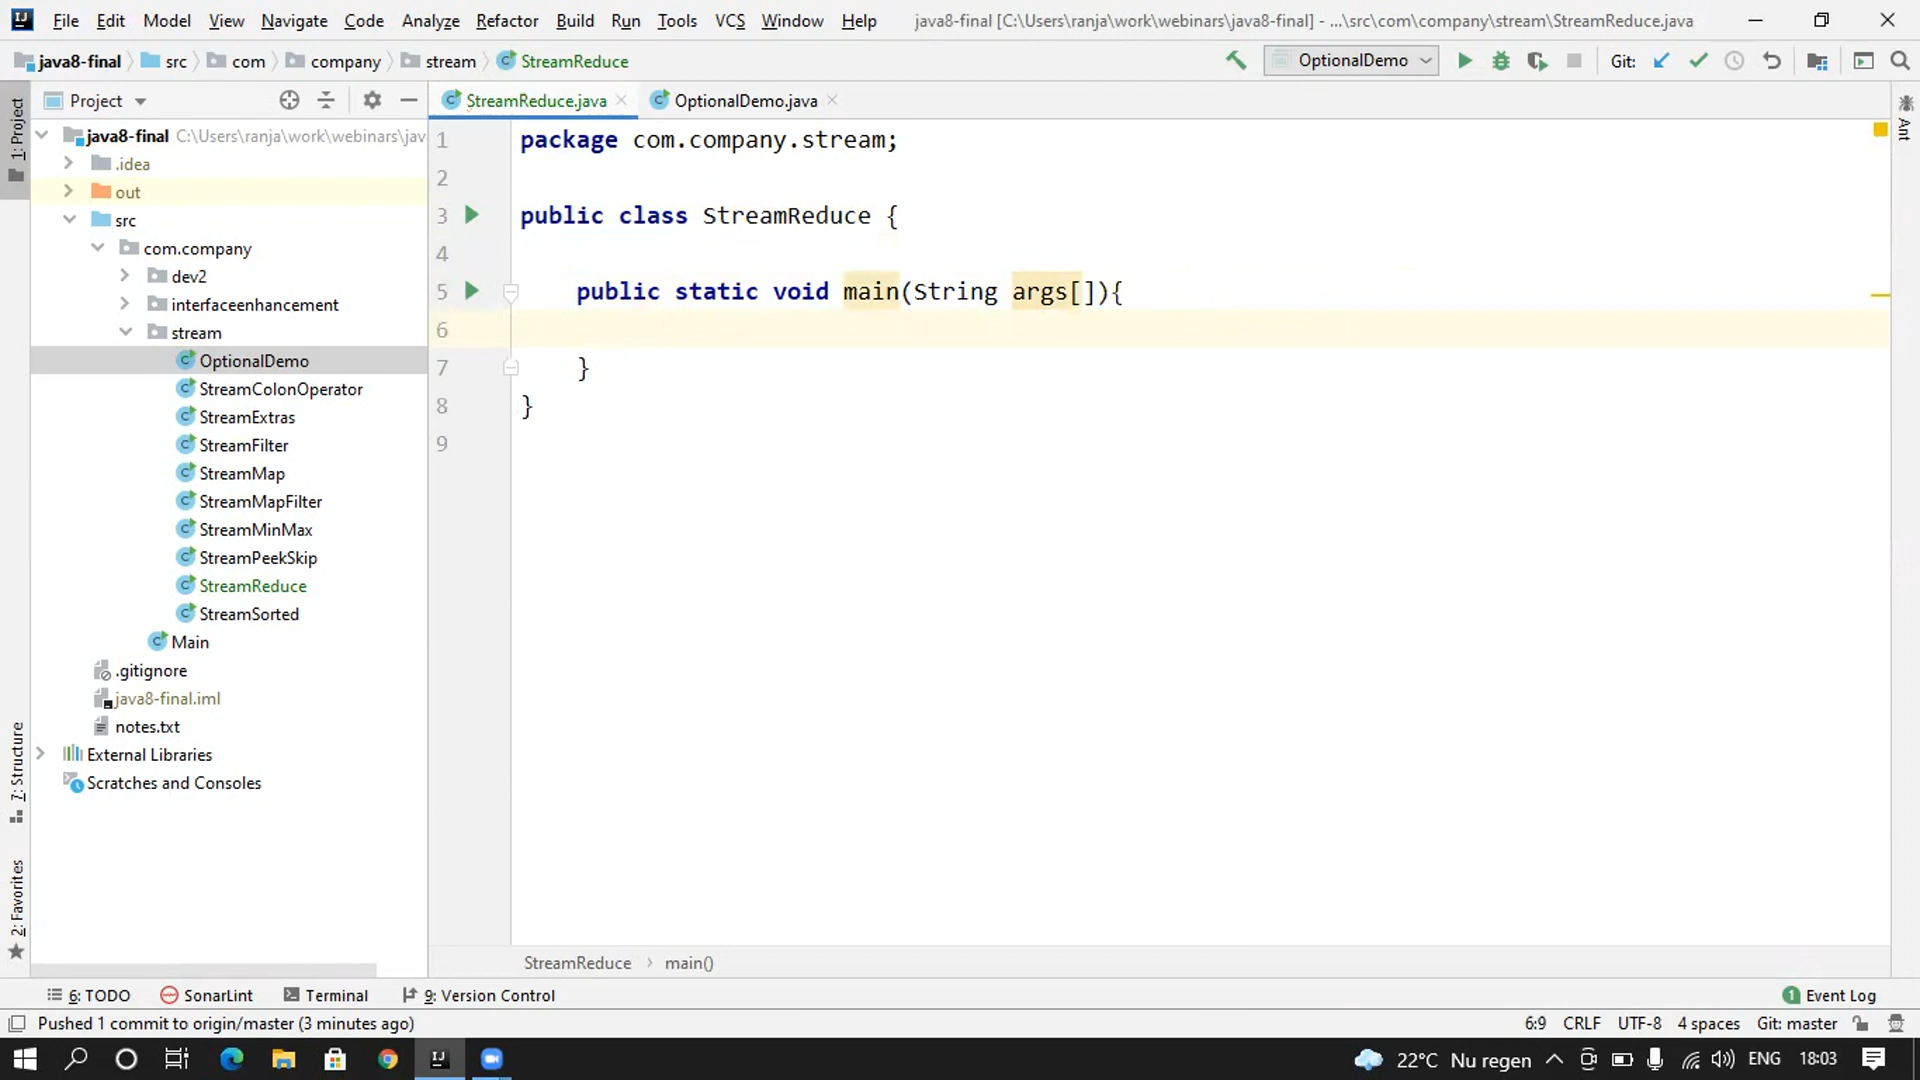 File Edit View Navigate Code Analyze Refactor Build Run Tools VCS Window Help java8-final [C:\Users\ranja\work\webinars\java8-final] - ...\src\com\company\stream\StreamReduce.java
Model
java8-final src com company stream StreamReduce OptionalDemo Git:
1: Project
Project
StreamReduce.java OptionalDemo.java
Ant
java8-final C:\Users\ranja\work\webinars\jav
.idea
out
src
com.company
dev2
interfaceenhancement
stream
OptionalDemo
StreamColonOperator
StreamExtras
StreamFilter
StreamMap
StreamMapFilter
StreamMinMax
StreamPeekSkip
StreamReduce
StreamSorted
Main
.gitignore
java8-final.iml
notes.txt
External Libraries
Scratches and Consoles
7: Structure
2: Favorites
1 package com.company.stream;
2
3 public class StreamReduce {
4
5 public static void main(String args[]){
6
7 }
8 }
9
StreamReduce › main()
6: TODO SonarLint Terminal 9: Version Control 1 Event Log
Pushed 1 commit to origin/master (3 minutes ago) 6:9 CRLF UTF-8 4 spaces Git: master
22°C Nu regen ENG 18:03